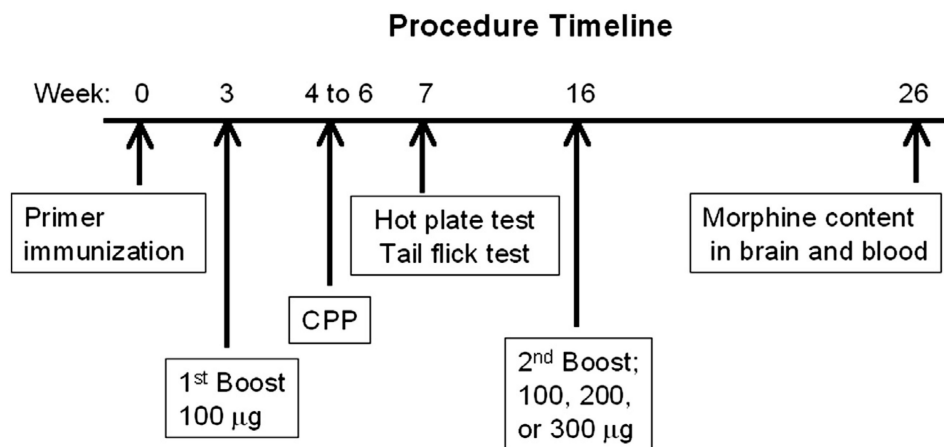 Procedure Timeline
Week: 0 3 4 to 6 7 16 26
Primer
immunization
1st Boost
100 μg
CPP
Hot plate test
Tail flick test
2nd Boost;
100, 200,
or 300 μg
Morphine content
in brain and blood